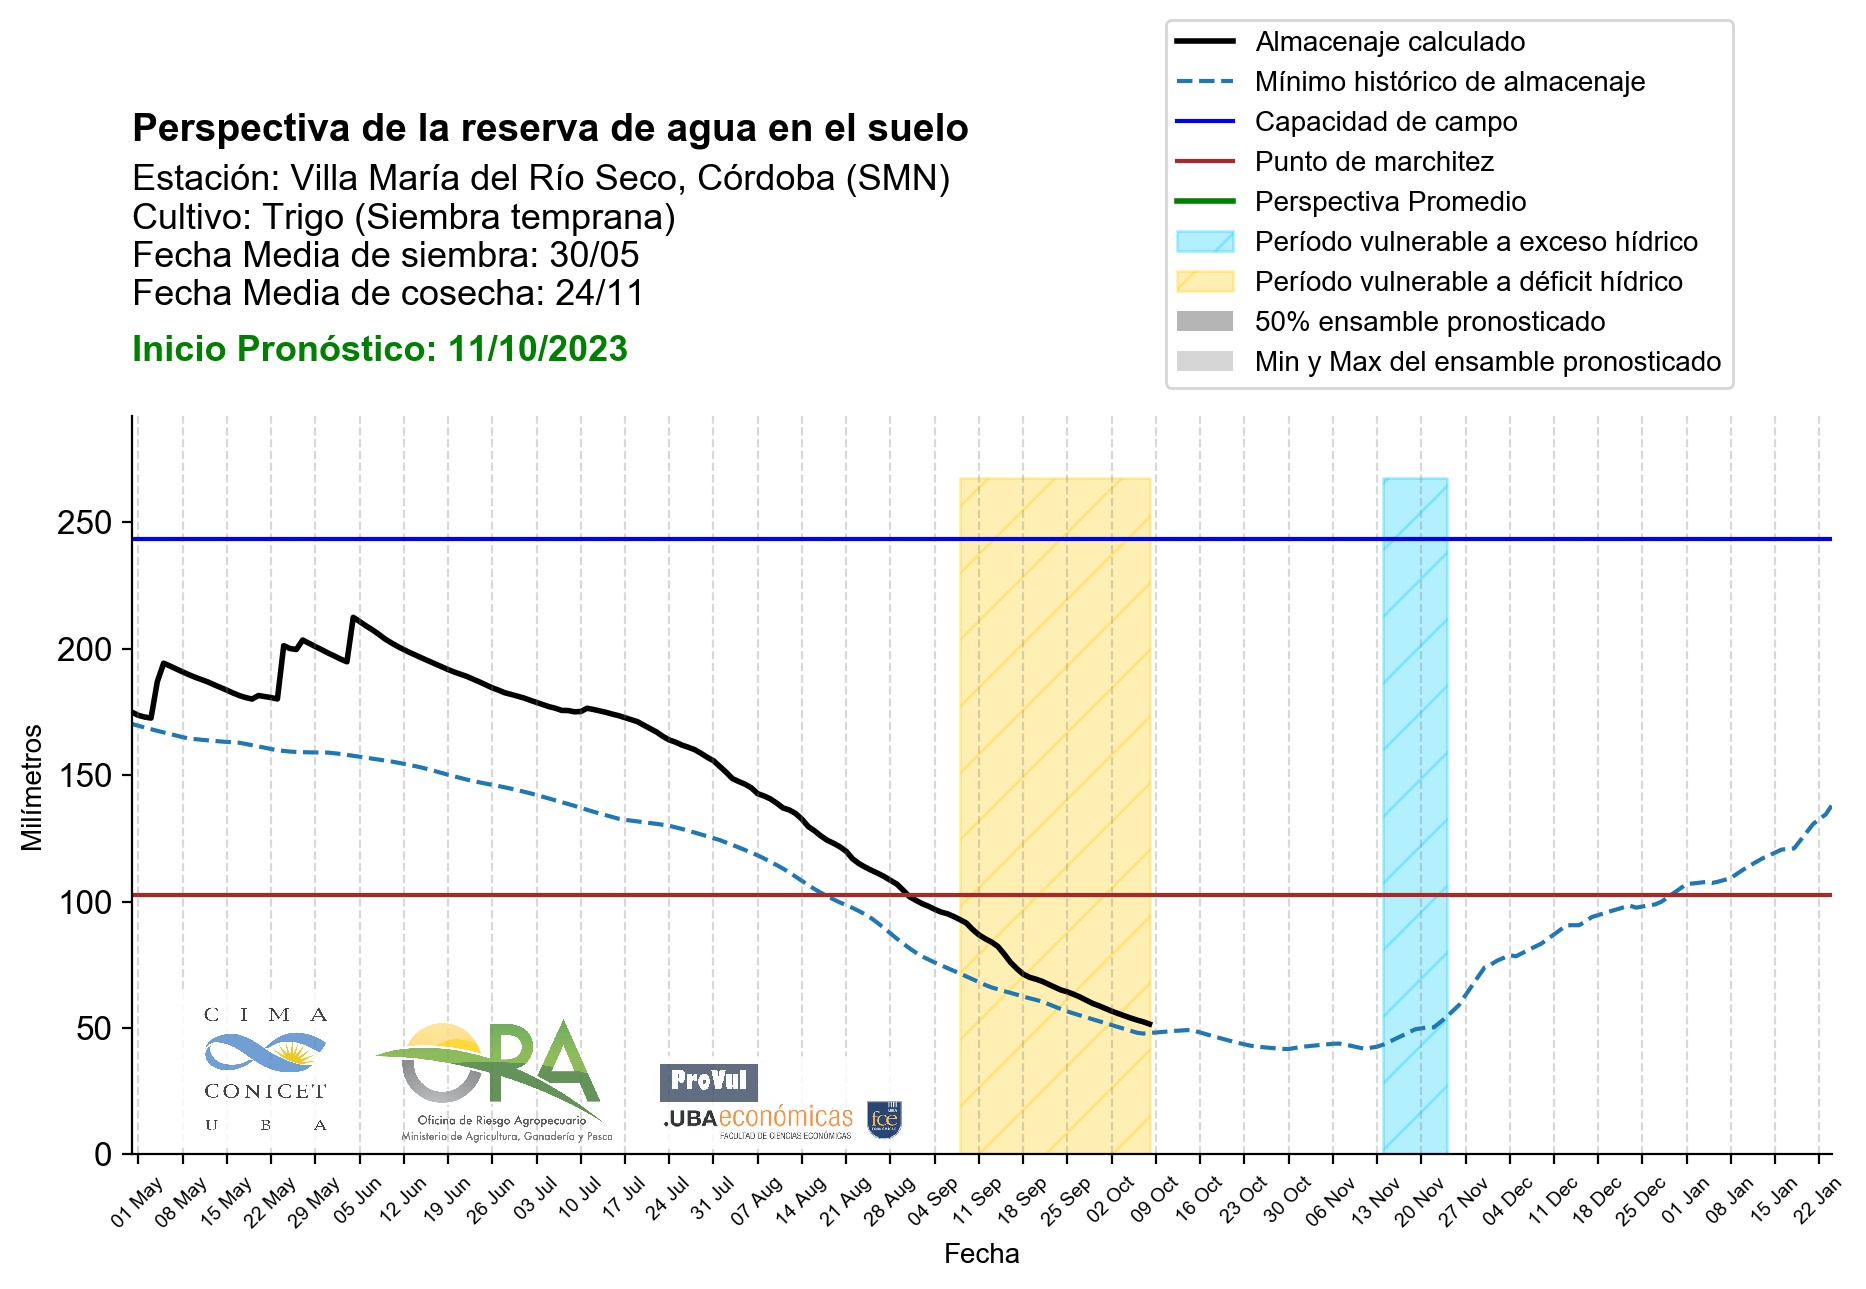 Almacenaje calculado
Mínimo histórico de almacenaje
Capacidad de campo
Punto de marchitez
Perspectiva Promedio
Período vulnerable a exceso hídrico
Período vulnerable a déficit hídrico
50% ensamble pronosticado
Min y Max del ensamble pronosticado
Perspectiva de la reserva de agua en el suelo
Estación: Villa María del Río Seco, Córdoba (SMN)
Cultivo: Trigo (Siembra temprana)
Fecha Media de siembra: 30/05
Fecha Media de cosecha: 24/11
Inicio Pronóstico: 11/10/2023
Milímetros
250
200
150
100
50
0
CIMA
CONICET
UBA
ORA
Oficina de Riesgo Agropecuario
Ministerio de Agricultura, Ganadería y Pesca
ProVul
.UBAeconómicas
FACULTAD DE CIENCIAS ECONÓMICAS
fce
01 May 08 May 15 May 22 May 29 May 05 Jun 12 Jun 19 Jun 26 Jun 03 Jul 10 Jul 17 Jul 24 Jul 31 Jul 07 Aug 14 Aug 21 Aug 28 Aug 04 Sep 11 Sep 18 Sep 25 Sep 02 Oct 09 Oct 16 Oct 23 Oct 30 Oct 06 Nov 13 Nov 20 Nov 27 Nov 04 Dec 11 Dec 18 Dec 25 Dec 01 Jan 08 Jan 15 Jan 22 Jan
Fecha